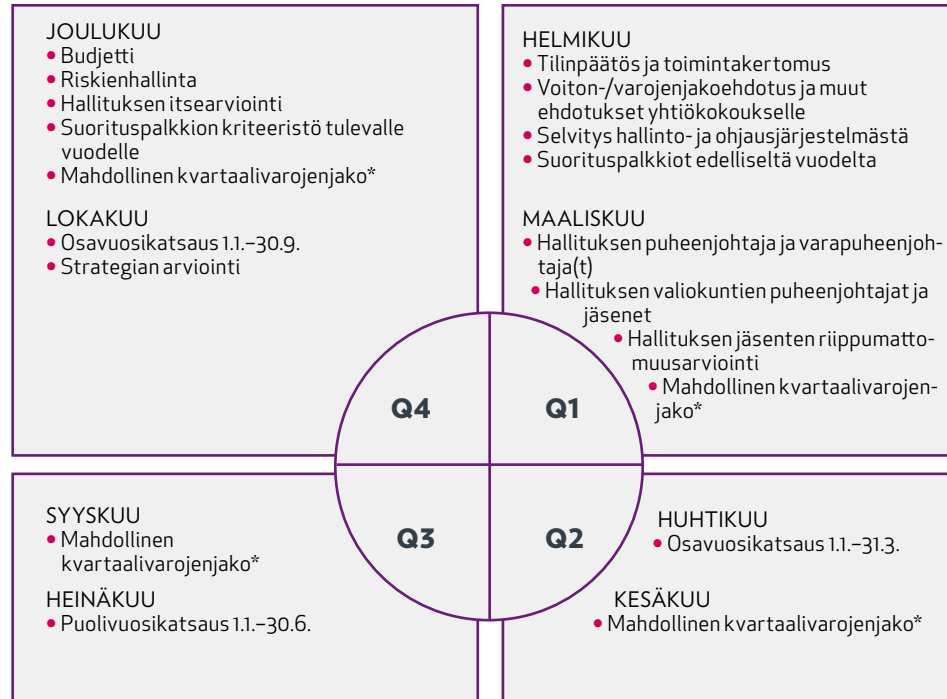 JOULUKUU
• Budjetti
• Riskienhallinta
• Hallituksen itsearviointi
• Suorituspalkkion kriteeristö tulevalle
vuodelle
• Mahdollinen kvartaalivarojenjako*
LOKAKUU
• Osavuosikatsaus 1.1.–30.9.
• Strategian arviointi
HELMIKUU
• Tilinpäätös ja toimintakertomus
• Voiton-/varojenjakoehdotus ja muut
ehdotukset yhtiökokoukselle
• Selvitys hallinto- ja ohjausjärjestelmästä
• Suorituspalkkiot edelliseltä vuodelta
MAALISKUU
• Hallituksen puheenjohtaja ja varapuheenjoh-
taja(t)
• Hallituksen valiokuntien puheenjohtajat ja
jäsenet
• Hallituksen jäsenten riippumatto-
muusarviointi
• Mahdollinen kvartaalivarojen-
jako*
Q4
Q1
Q3
Q2
SYYSKUU
• Mahdollinen
kvartaalivarojenjako*
HEINÄKUU
• Puolivuosikatsaus 1.1.–30.6.
HUHTIKUU
• Osavuosikatsaus 1.1.–31.3.
KESÄKUU
• Mahdollinen kvartaalivarojenjako*